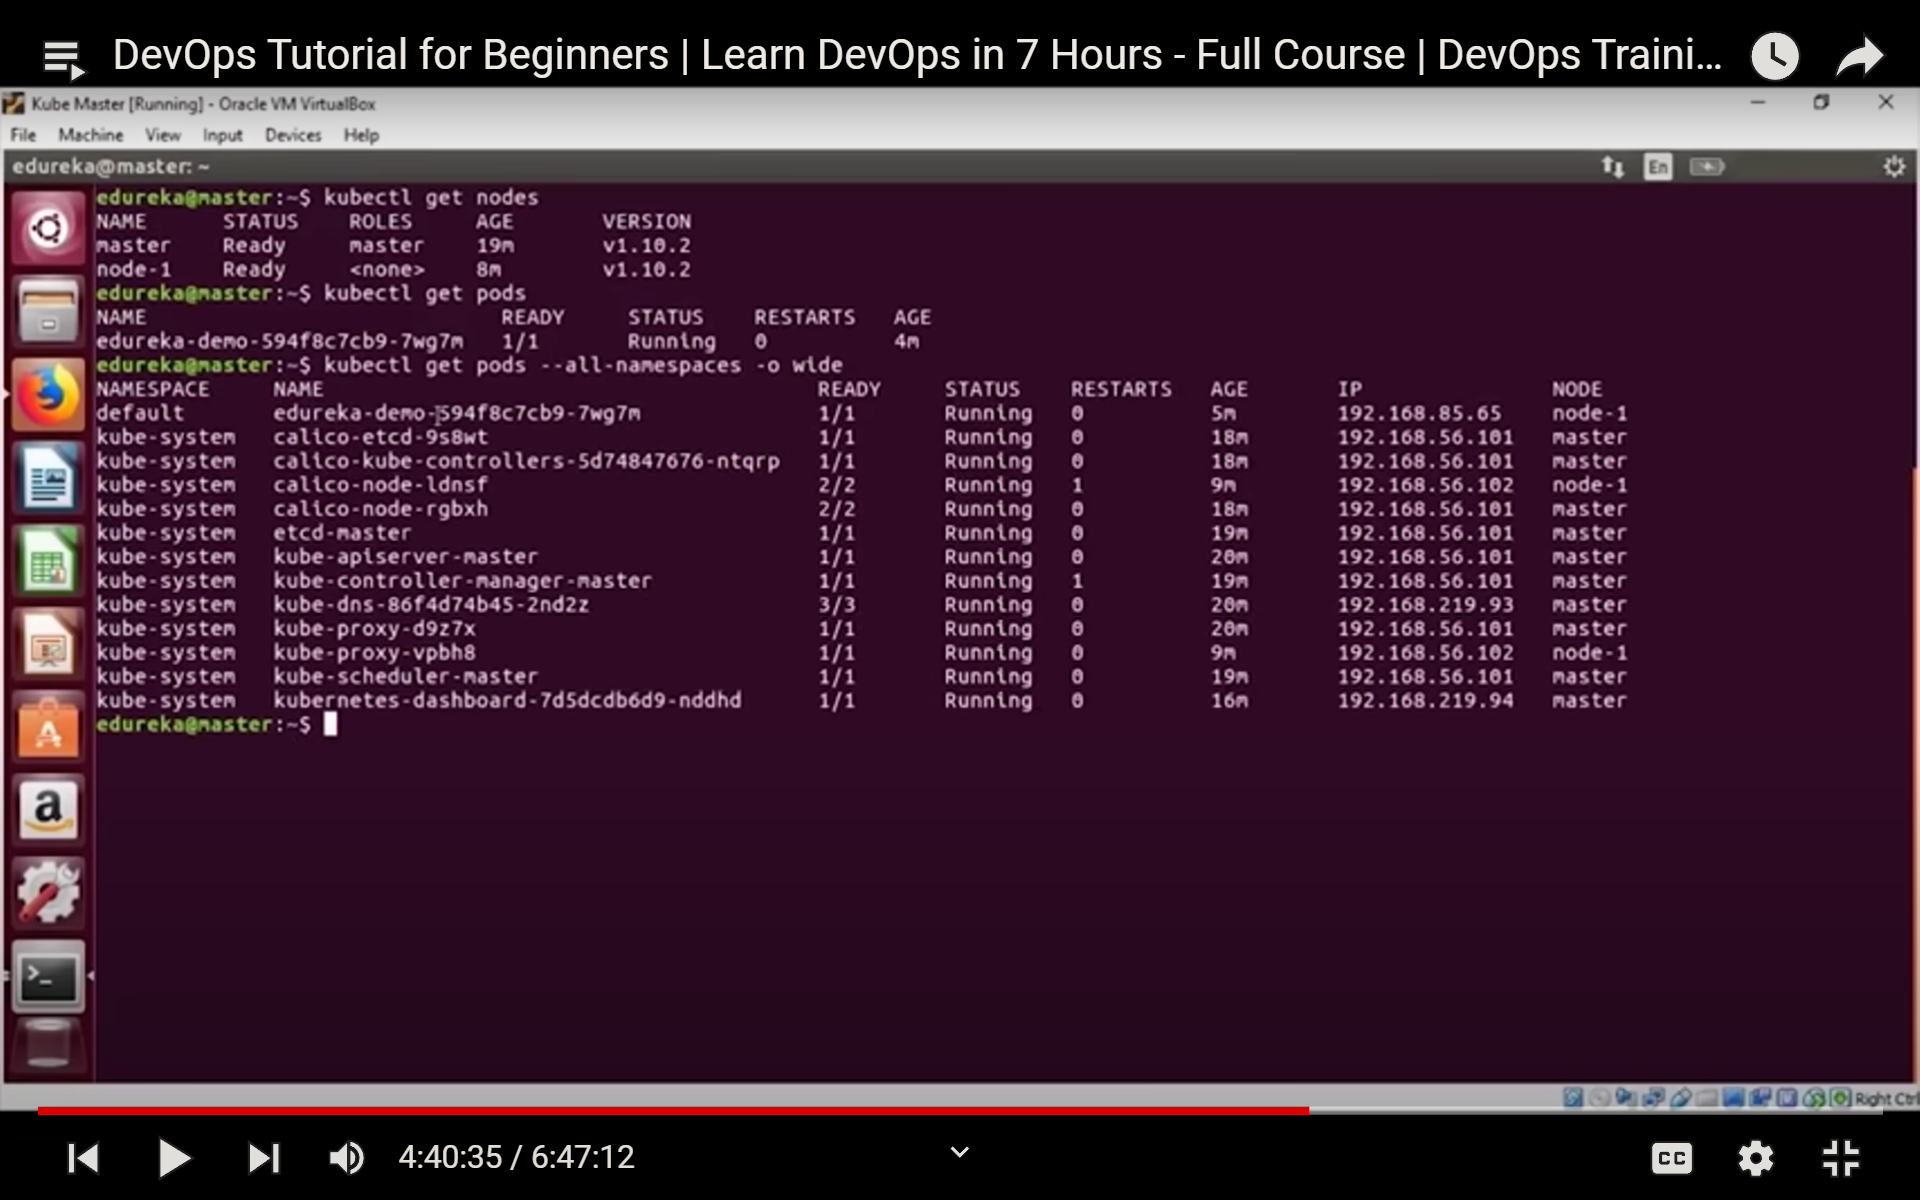 DevOps Tutorial for Beginners | Learn DevOps in 7 Hours - Full Course | DevOps Traini...
Kube Master [Running] - Oracle VM VirtualBox
File Machine View Input Devices Help
edureka@master: ~
En
edureka@master:~$ kubectl get nodes
NAME STATUS ROLES AGE VERSION
master Ready master 19m v1.10.2
node-1 Ready <none> 8m v1.10.2
edureka@master:~$ kubectl get pods
NAME READY STATUS RESTARTS AGE
edureka-demo-594f8c7cb9-7wg7m 1/1 Running 0 4m
edureka@master:~$ kubectl get pods --all-namespaces -o wide
NAMESPACE NAME READY STATUS RESTARTS AGE IP NODE
default edureka-demo-594f8c7cb9-7wg7m 1/1 Running 0 5m 192.168.85.65 node-1
kube-system calico-etcd-9s8wt 1/1 Running 0 18m 192.168.56.101 master
kube-system calico-kube-controllers-5d74847676-ntqrp 1/1 Running 0 18m 192.168.56.101 master
kube-system calico-node-ldnsf 2/2 Running 1 9m 192.168.56.102 node-1
kube-system calico-node-rgbxh 2/2 Running 0 18m 192.168.56.101 master
kube-system etcd-master 1/1 Running 0 19m 192.168.56.101 master
kube-system kube-apiserver-master 1/1 Running 0 20m 192.168.56.101 master
kube-system kube-controller-manager-master 1/1 Running 1 19m 192.168.56.101 master
kube-system kube-dns-86f4d74b45-2nd2z 3/3 Running 0 20m 192.168.219.93 master
kube-system kube-proxy-d9z7x 1/1 Running 0 20m 192.168.56.101 master
kube-system kube-proxy-vpbh8 1/1 Running 0 9m 192.168.56.102 node-1
kube-system kube-scheduler-master 1/1 Running 0 19m 192.168.56.101 master
kube-system kubernetes-dashboard-7d5dcdb6d9-nddhd 1/1 Running 0 16m 192.168.219.94 master
edureka@master:~$
Right Ctrl
4:40:35 / 6:47:12
CC